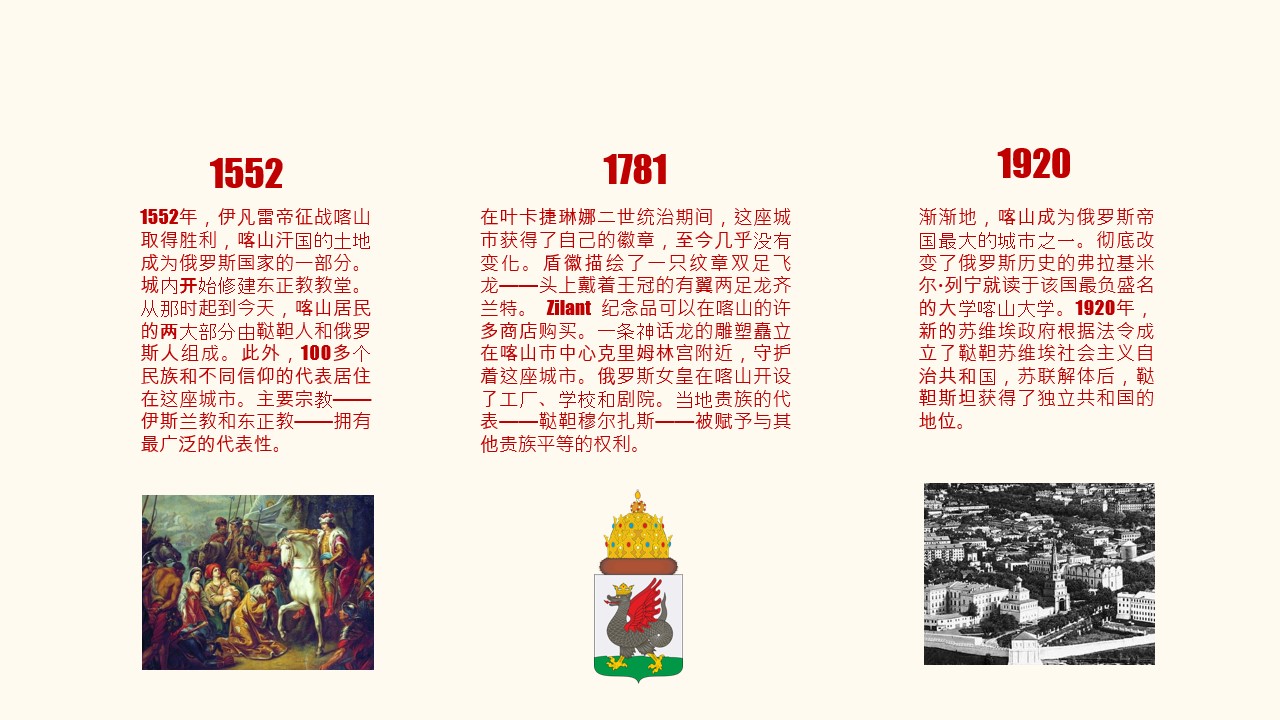 1552
1552年，伊凡雷帝征战喀山
取得胜利，喀山汗国的土地
成为俄罗斯国家的一部分。
城内开始修建东正教教堂。
从那时起到今天，喀山居民
的两大部分由鞑靼人和俄罗
斯人组成。此外，100多个
民族和不同信仰的代表居住
在这座城市。主要宗教——
伊斯兰教和东正教——拥有
最广泛的代表性。
1781
在叶卡捷琳娜二世统治期间，这座城
市获得了自己的徽章，至今几乎没有
变化。盾徽描绘了一只纹章双足飞
龙——头上戴着王冠的有翼两足龙齐
兰特。 Zilant 纪念品可以在喀山的许
多商店购买。一条神话龙的雕塑矗立
在喀山市中心克里姆林宫附近，守护
着这座城市。俄罗斯女皇在喀山开设
了工厂、学校和剧院。当地贵族的代
表——鞑靼穆尔扎斯——被赋予与其
他贵族平等的权利。
1920
渐渐地，喀山成为俄罗斯帝
国最大的城市之一。彻底改
变了俄罗斯历史的弗拉基米
尔·列宁就读于该国最负盛名
的大学喀山大学。1920年，
新的苏维埃政府根据法令成
立了鞑靼苏维埃社会主义自
治共和国，苏联解体后，鞑
靼斯坦获得了独立共和国的
地位。